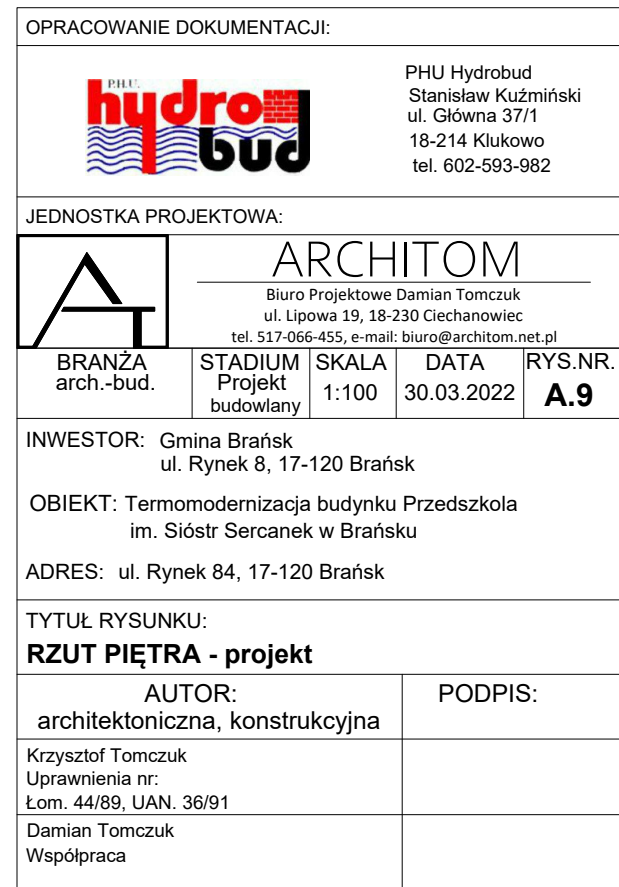 OPRACOWANIE DOKUMENTACJI:
P.H.U.
hydro
bud
PHU Hydrobud
Stanisław Kuźmiński
ul. Główna 37/1
18-214 Klukowo
tel. 602-593-982
JEDNOSTKA PROJEKTOWA:
AT
ARCHITOM
Biuro Projektowe Damian Tomczuk
ul. Lipowa 19, 18-230 Ciechanowiec
tel. 517-066-455, e-mail: biuro@architom.net.pl
BRANŻA
arch.-bud.
STADIUM
Projekt
budowlany
SKALA
1:100
DATA
30.03.2022
RYS.NR.
A.9
INWESTOR: Gmina Brańsk
ul. Rynek 8, 17-120 Brańsk
OBIEKT: Termomodernizacja budynku Przedszkola
im. Sióstr Sercanek w Brańsku
ADRES: ul. Rynek 84, 17-120 Brańsk
TYTUŁ RYSUNKU:
RZUT PIĘTRA - projekt
AUTOR:
architektoniczna, konstrukcyjna
PODPIS:
Krzysztof Tomczuk
Uprawnienia nr:
Łom. 44/89, UAN. 36/91
Damian Tomczuk
Współpraca